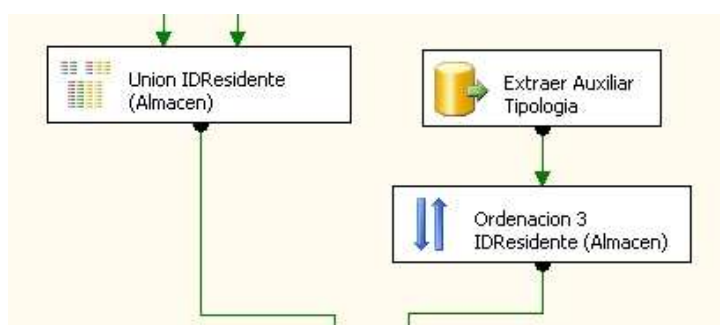 Union IDResidente
(Almacen)
Extraer Auxiliar
Tipologia
Ordenacion 3
IDResidente (Almacen)